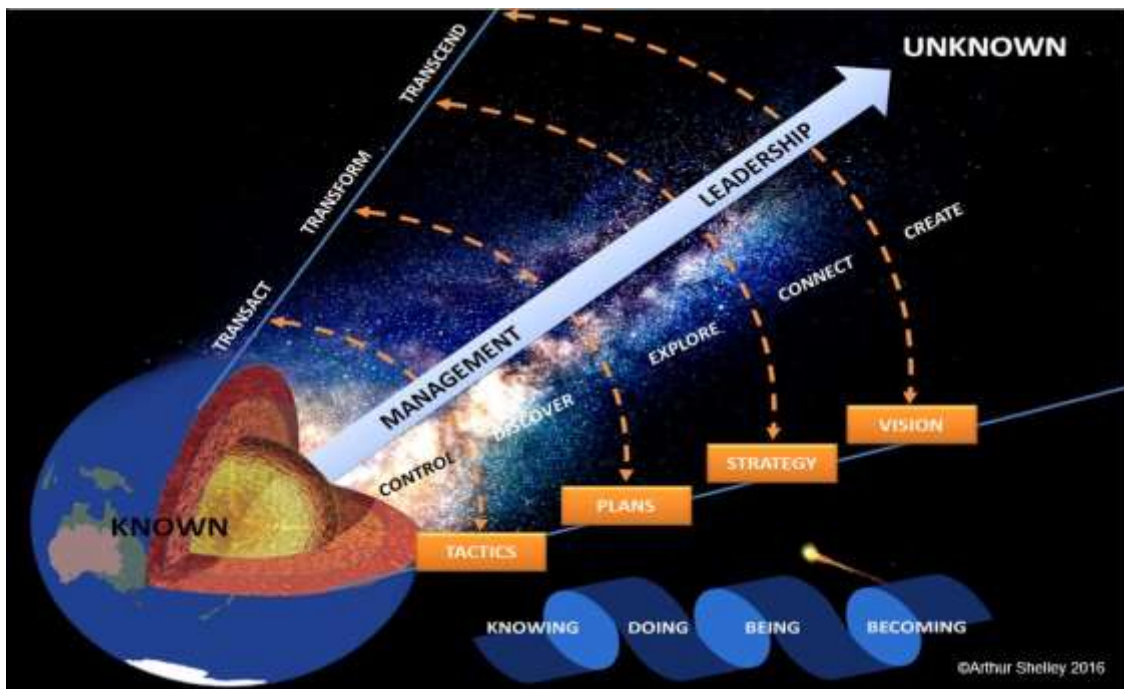 UNKNOWN
TRANSCEND
TRANSFORM
TRANSACT
LEADERSHIP
MANAGEMENT
CREATE
CONNECT
EXPLORE
DISCOVER
CONTROL
KNOWN
VISION
STRATEGY
PLANS
TACTICS
KNOWING DOING BEING BECOMING
©Arthur Shelley 2016